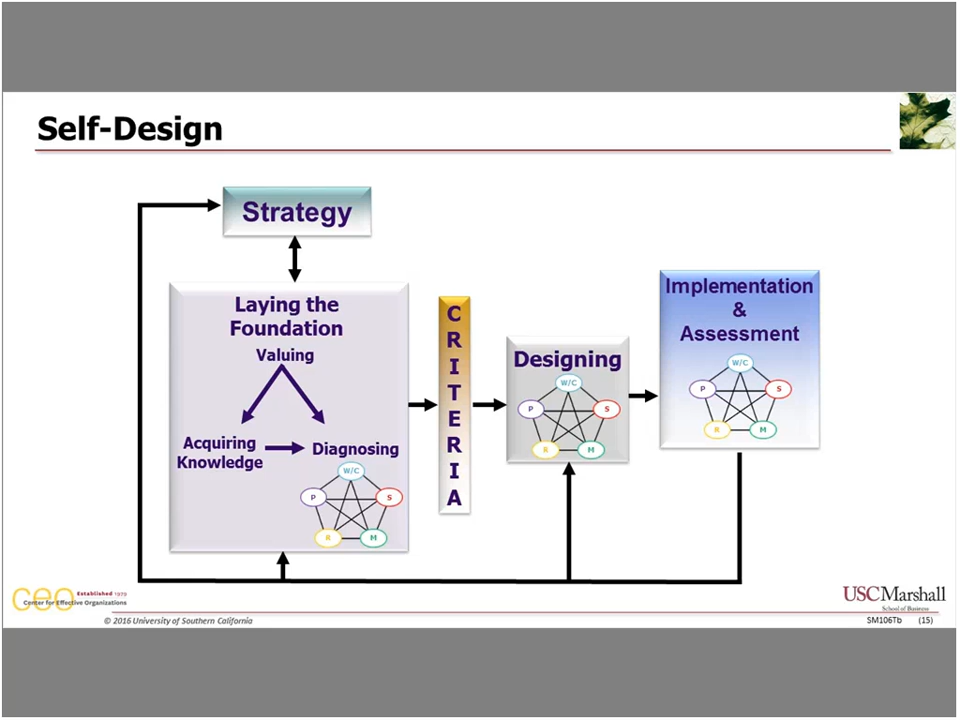 Self-Design
Strategy
Laying the
Foundation
Valuing
Acquiring
Knowledge
Diagnosing
W/C
P
S
R
M
CRITERIA
Designing
W/C
P
S
R
M
Implementation
&
Assessment
W/C
P
S
R
M
ceo
Established 1979
Center for Effective Organizations
© 2016 University of Southern California
USC Marshall
School of Business
SM106Tb (15)